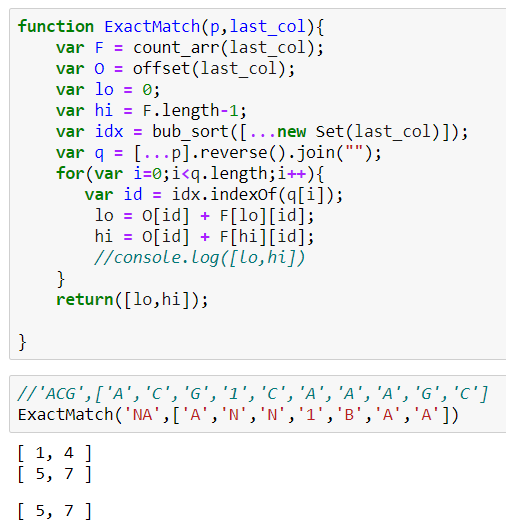 function ExactMatch(p,last_col){
    var F = count_arr(last_col);
    var O = offset(last_col);
    var lo = 0;
    var hi = F.length-1;
    var idx = bub_sort([...new Set(last_col)]);
    var q = [...p].reverse().join("");
    for(var i=0;i<q.length;i++){
       var id = idx.indexOf(q[i]);
        lo = O[id] + F[lo][id];
        hi = O[id] + F[hi][id];
        //console.log([lo,hi])
    }
    return([lo,hi]);
}
//'ACG',['A','C','G','1','C','A','A','A','G','C']
ExactMatch('NA',['A','N','N','1','B','A','A'])
[ 1, 4 ]
[ 5, 7 ]
[ 5, 7 ]